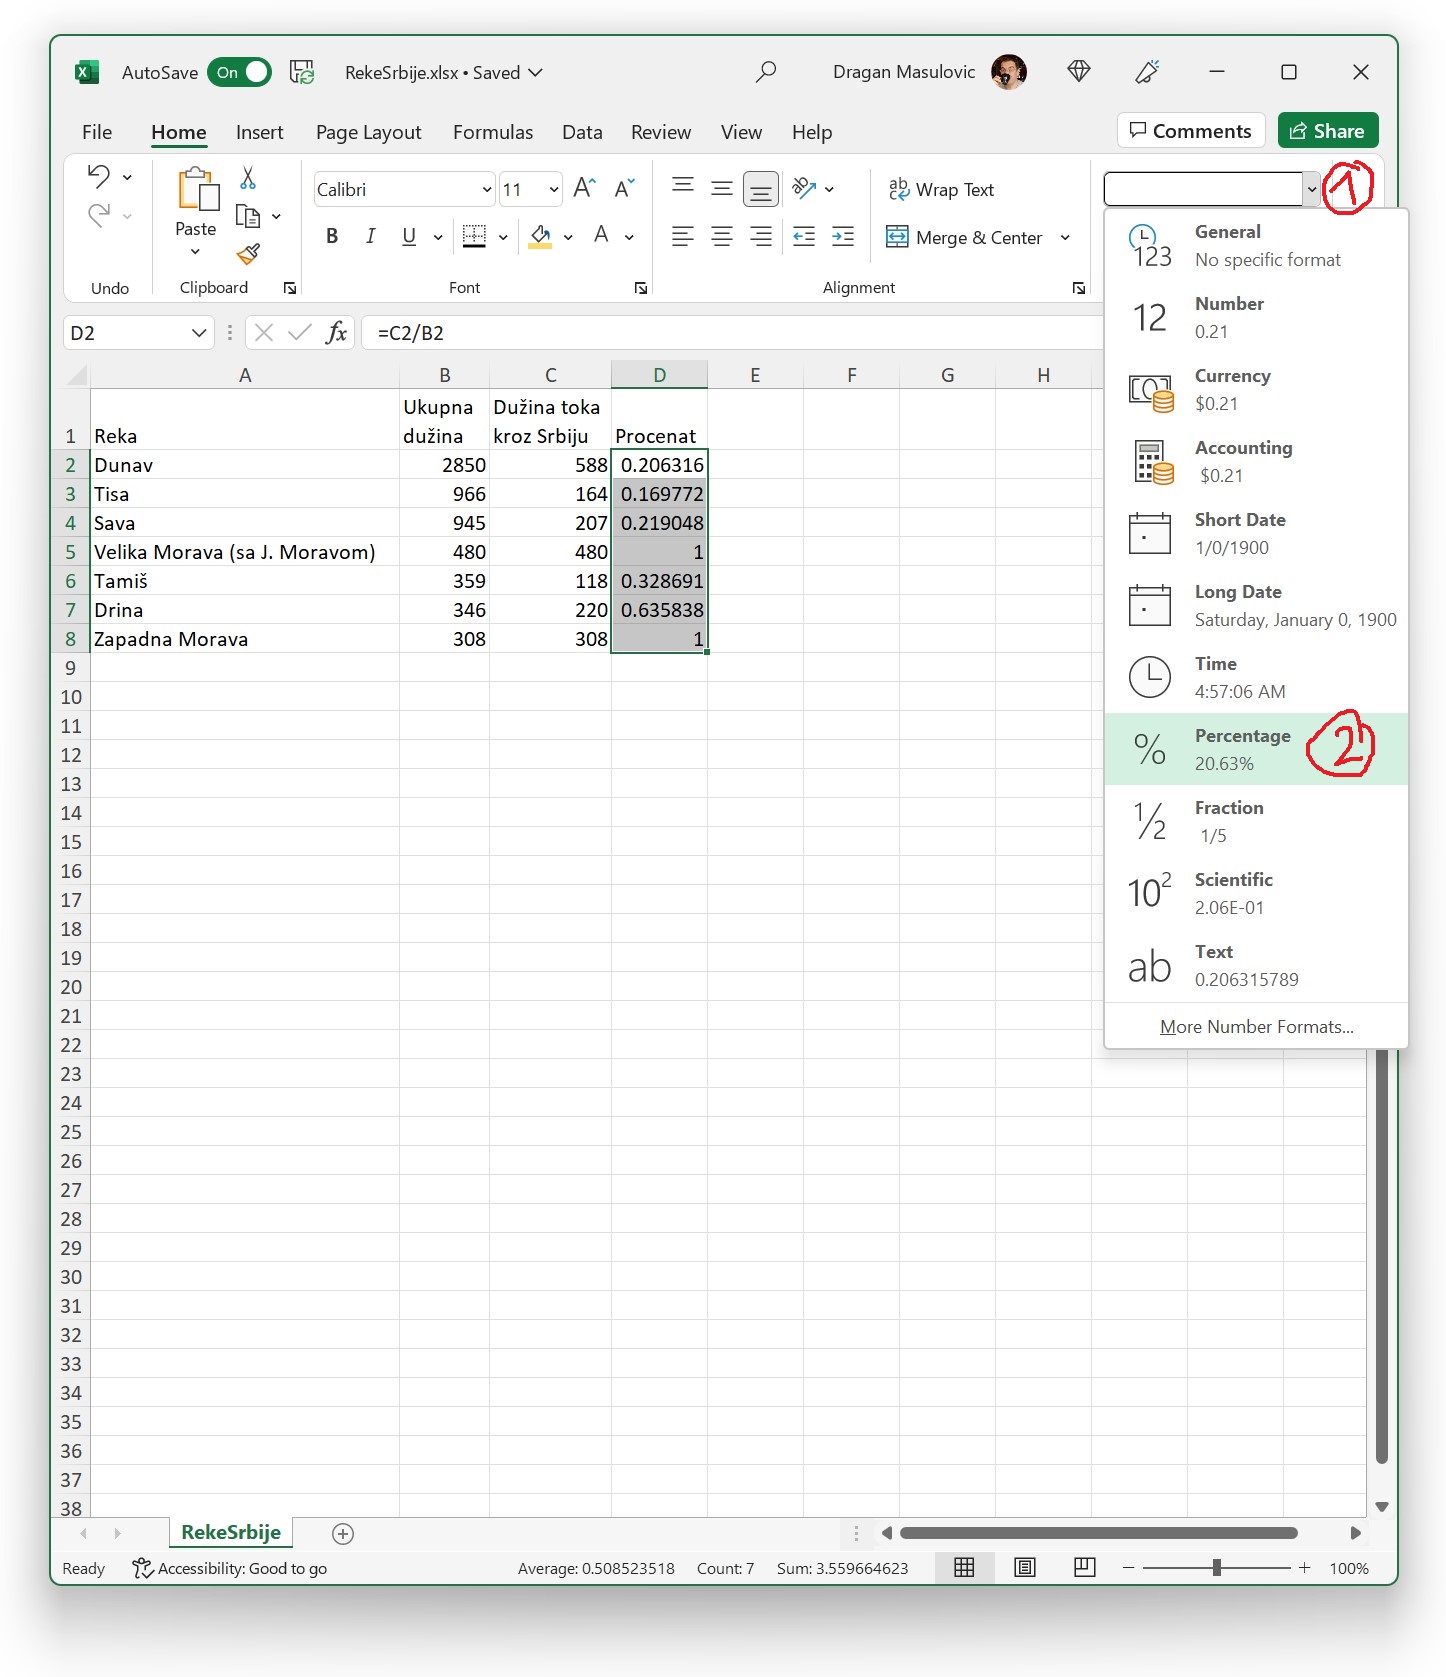 AutoSave On RekeSrbije.xlsx • Saved Dragan Masulovic
File Home Insert Page Layout Formulas Data Review View Help Comments Share
Calibri 11 ab Wrap Text 1
Paste B I U A Merge & Center
Undo Clipboard Font Alignment
D2 fx =C2/B2
A B C D E F G H
Ukupna Dužina toka
1 Reka dužina kroz Srbiju Procenat
2 Dunav 2850 588 0.206316
3 Tisa 966 164 0.169772
4 Sava 945 207 0.219048
5 Velika Morava (sa J. Moravom) 480 480 1
6 Tamiš 359 118 0.328691
7 Drina 346 220 0.635838
8 Zapadna Morava 308 308 1
9
10
11
12
13
14
15
16
17
18
19
20
21
22
23
24
25
26
27
28
29
30
31
32
33
34
35
36
37
38
General
123 No specific format
12 Number
0.21
Currency
$0.21
Accounting
$0.21
Short Date
1/0/1900
Long Date
Saturday, January 0, 1900
Time
4:57:06 AM
% Percentage 2
20.63%
1/2 Fraction
1/5
10² Scientific
2.06E-01
ab Text
0.206315789
More Number Formats...
RekeSrbije
Ready Accessibility: Good to go Average: 0.508523518 Count: 7 Sum: 3.559664623 100%